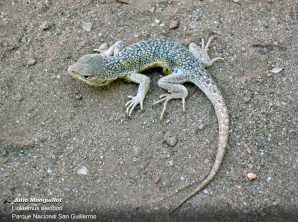 Julio Monguillot
Liolaemus eleodori
Parque Nacional San Guillermo